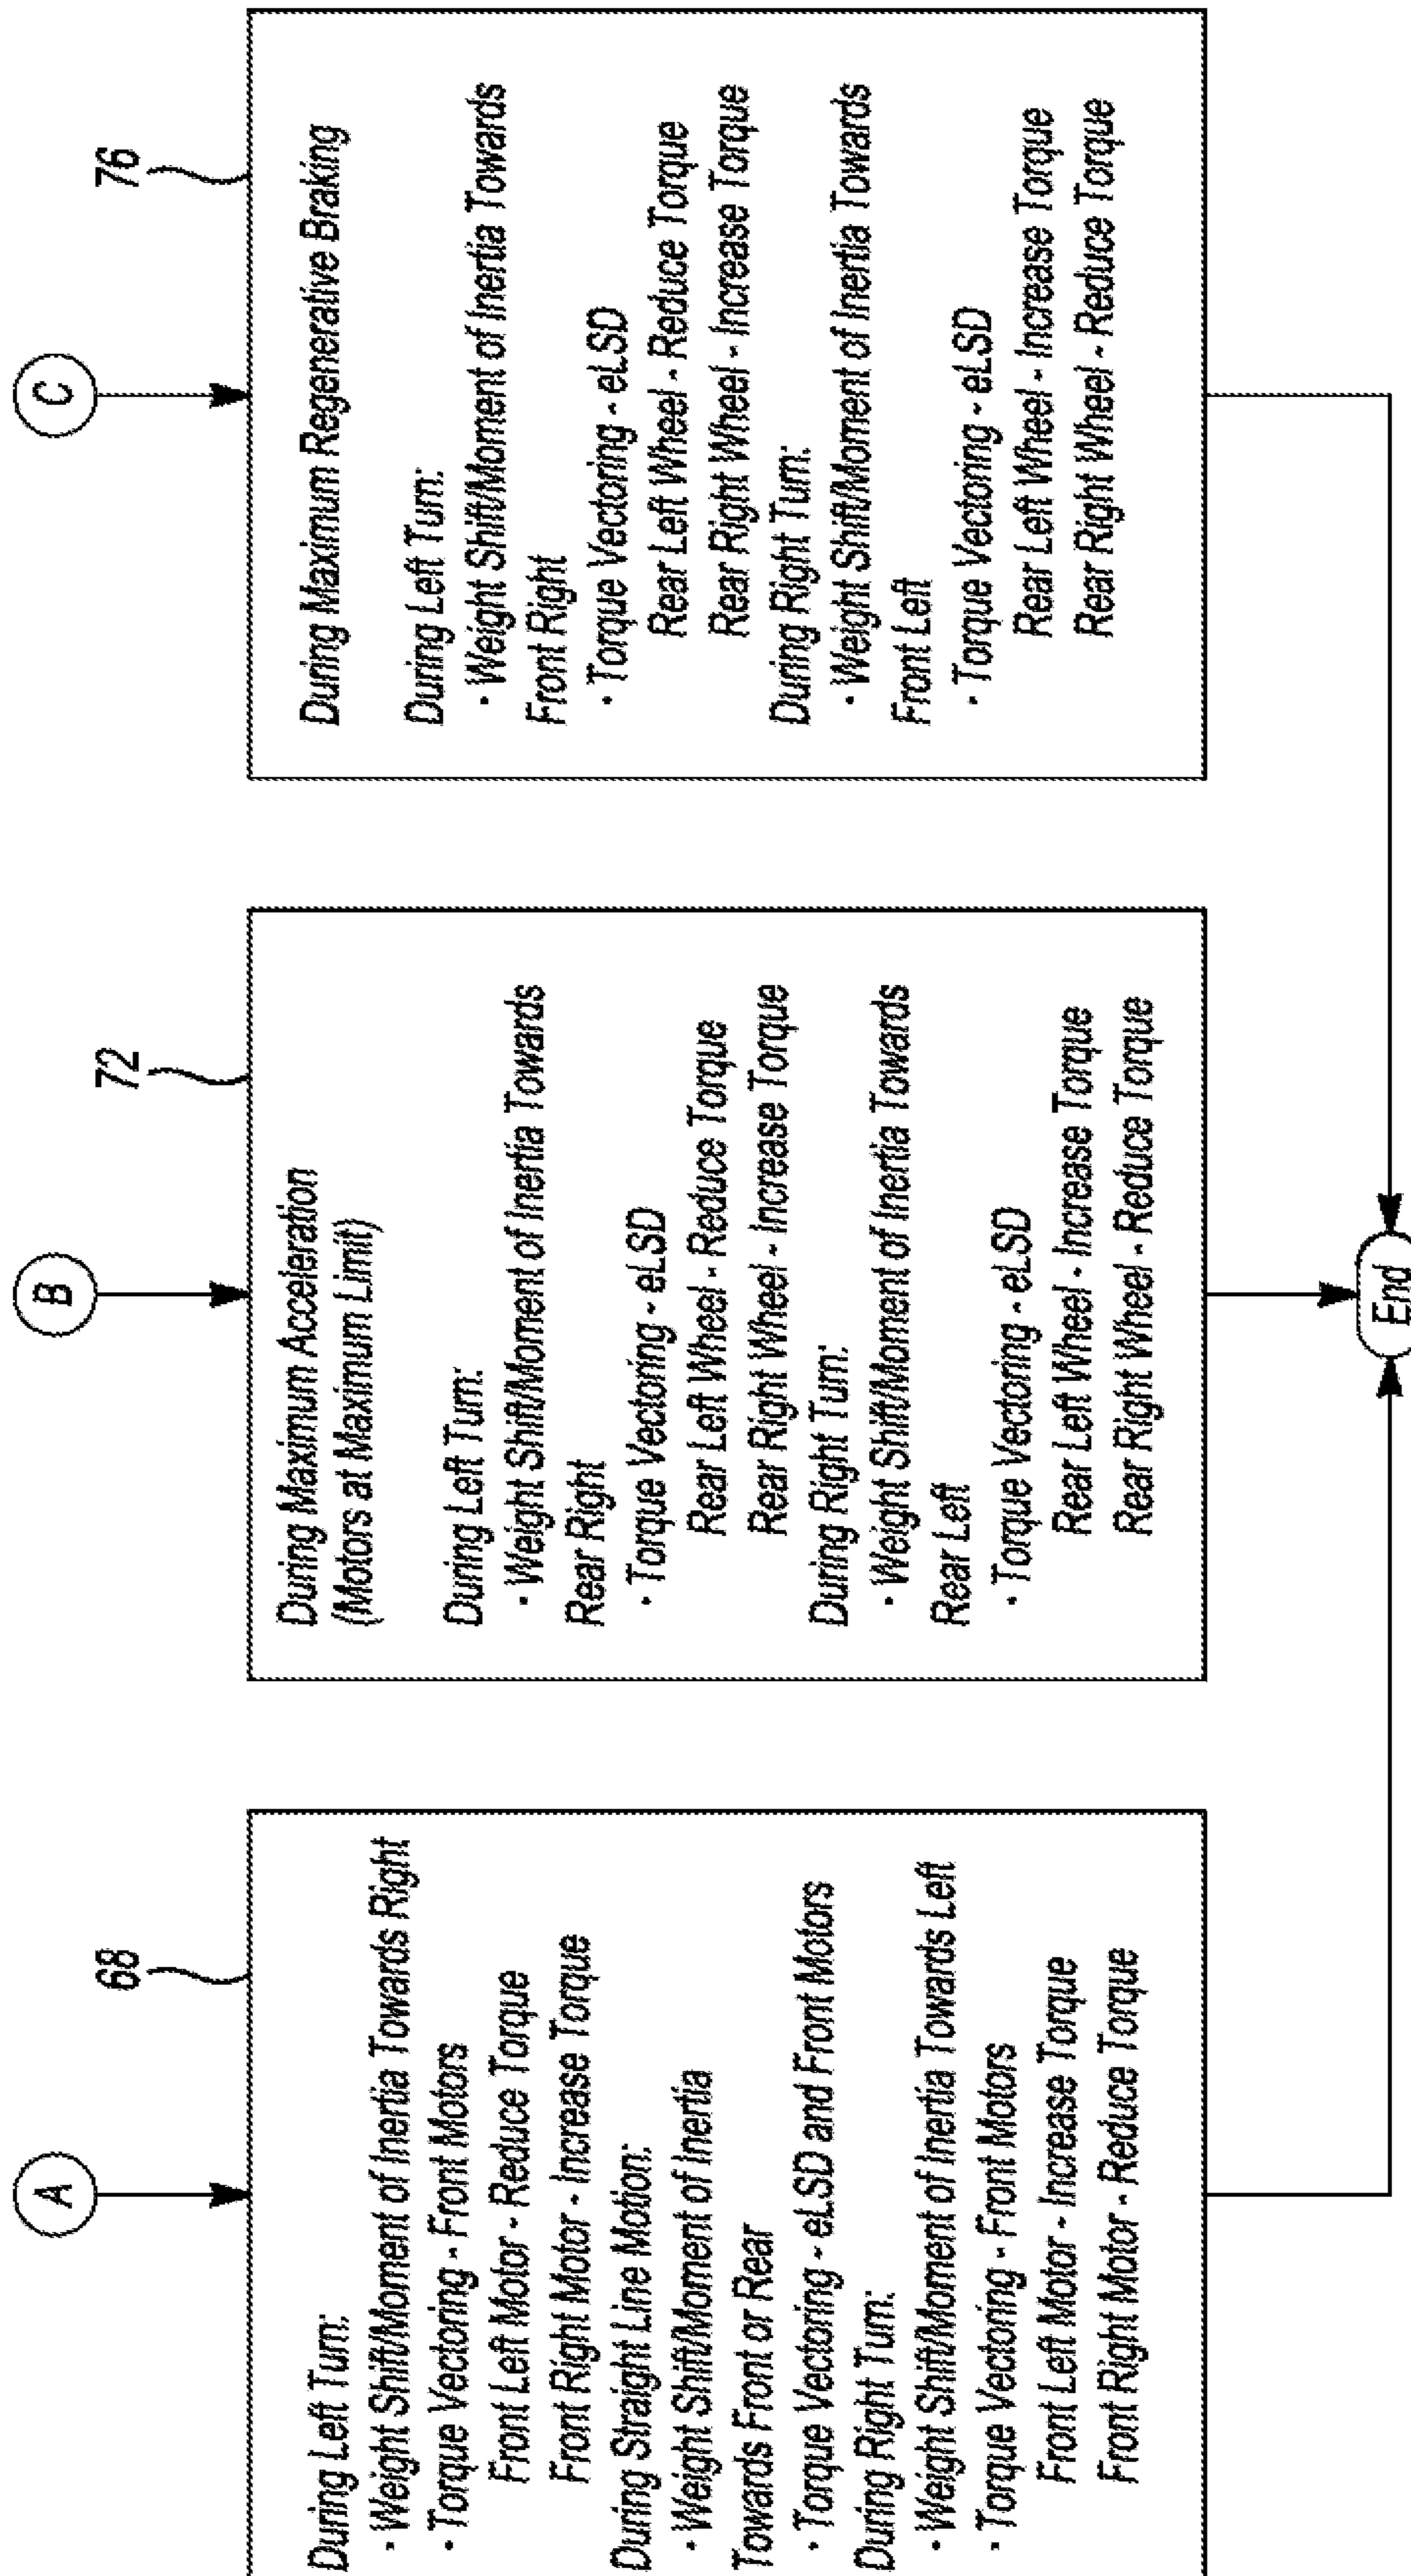 A
68
During Left Turn:
· Weight Shift/Moment of Inertia Towards Right
· Torque Vectoring - Front Motors
Front Left Motor - Reduce Torque
Front Right Motor - Increase Torque
During Straight Line Motion:
· Weight Shift/Moment of Inertia
Towards Front or Rear
· Torque Vectoring - eLSD and Front Motors
During Right Turn:
· Weight Shift/Moment of Inertia Towards Left
· Torque Vectoring - Front Motors
Front Left Motor - Increase Torque
Front Right Motor - Reduce Torque
B
72
During Maximum Acceleration
(Motors at Maximum Limit)
During Left Turn:
· Weight Shift/Moment of Inertia Towards
Rear Right
· Torque Vectoring - eLSD
Rear Left Wheel - Reduce Torque
Rear Right Wheel - Increase Torque
During Right Turn:
· Weight Shift/Moment of Inertia Towards
Rear Left
· Torque Vectoring - eLSD
Rear Left Wheel - Increase Torque
Rear Right Wheel - Reduce Torque
C
76
During Maximum Regenerative Braking
During Left Turn:
· Weight Shift/Moment of Inertia Towards
Front Right
· Torque Vectoring - eLSD
Rear Left Wheel - Reduce Torque
Rear Right Wheel - Increase Torque
During Right Turn:
· Weight Shift/Moment of Inertia Towards
Front Left
· Torque Vectoring - eLSD
Rear Left Wheel - Increase Torque
Rear Right Wheel - Reduce Torque
End